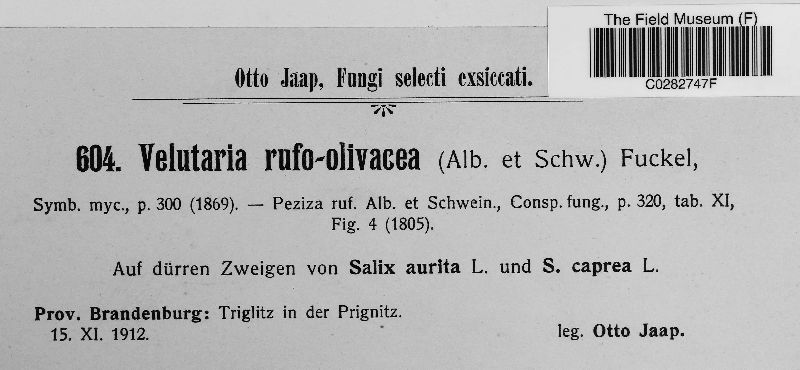 The Field Museum (F)
C0282747F
Otto Jaap, Fungi selecti exsiccati.
604. Velutaria rufo-olivacea (Alb. et Schw.) Fuckel,
Symb. myc., p. 300 (1869). — Peziza ruf. Alb. et Schwein., Consp. fung., p. 320, tab. XI,
Fig. 4 (1805).
Auf dürren Zweigen von Salix aurita L. und S. caprea L.
Prov. Brandenburg: Triglitz in der Prignitz.
15. XI. 1912. leg. Otto Jaap.